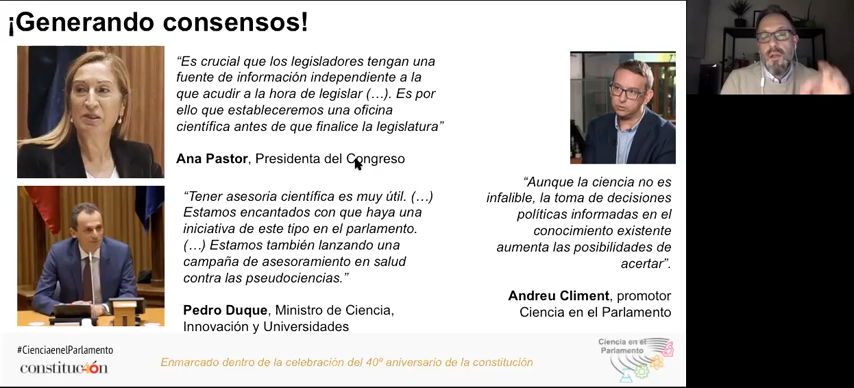 ¡Generando consensos!
“Es crucial que los legisladores tengan una
fuente de información independiente a la
que acudir a la hora de legislar (…). Es por
ello que estableceremos una oficina
científica antes de que finalice la legislatura”
Ana Pastor, Presidenta del Congreso
“Tener asesoria científica es muy útil. (…)
Estamos encantados con que haya una
iniciativa de este tipo en el parlamento.
(…) Estamos también lanzando una
campaña de asesoramiento en salud
contra las pseudociencias.”
Pedro Duque, Ministro de Ciencia,
Innovación y Universidades
“Aunque la ciencia no es
infalible, la toma de decisiones
políticas informadas en el
conocimiento existente
aumenta las posibilidades de
acertar”.
Andreu Climent, promotor
Ciencia en el Parlamento
#CienciaenelParlamento
constitución
Enmarcado dentro de la celebración del 40º aniversario de la constitución
Ciencia en el
Parlamento